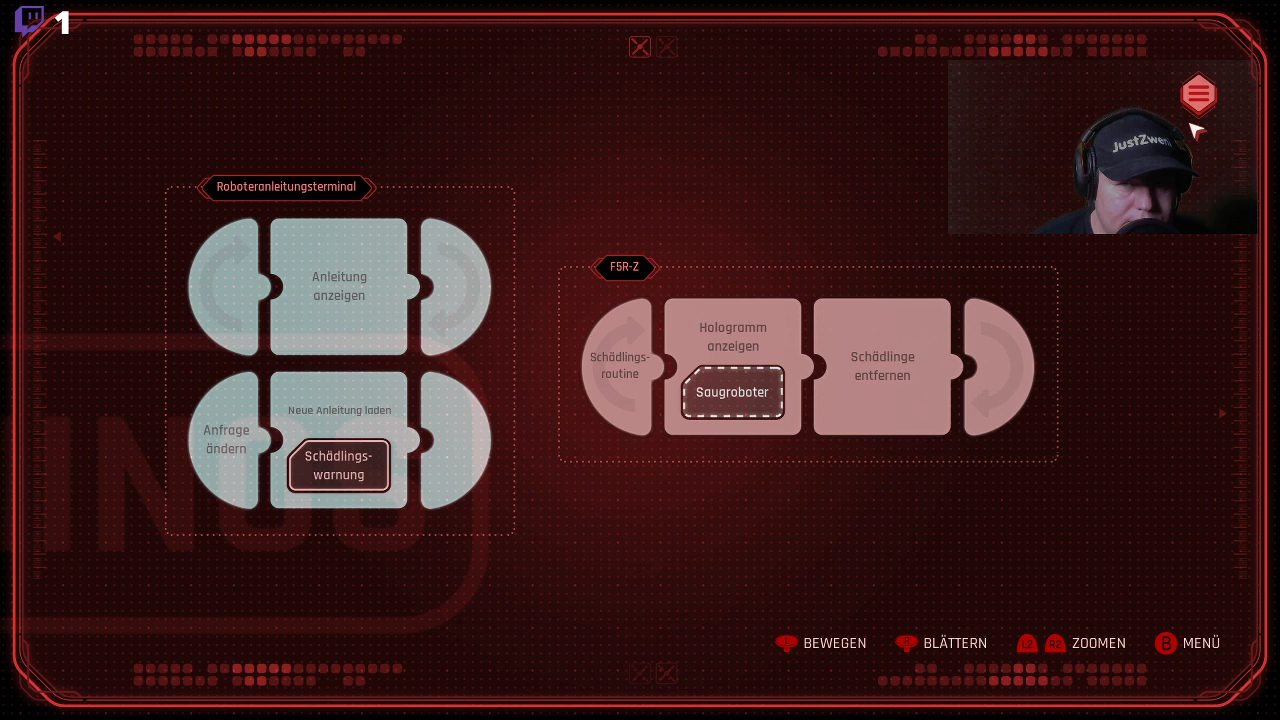 1
JustZwen
Roboteranleitungsterminal
Anleitung
anzeigen
Anfrage
ändern
Neue Anleitung laden
Schädlings-
warnung
F5R-Z
Schädlings-
routine
Hologramm
anzeigen
Saugroboter
Schädlinge
entfernen
L BEWEGEN
R BLÄTTERN
L2 R2 ZOOMEN
B MENÜ